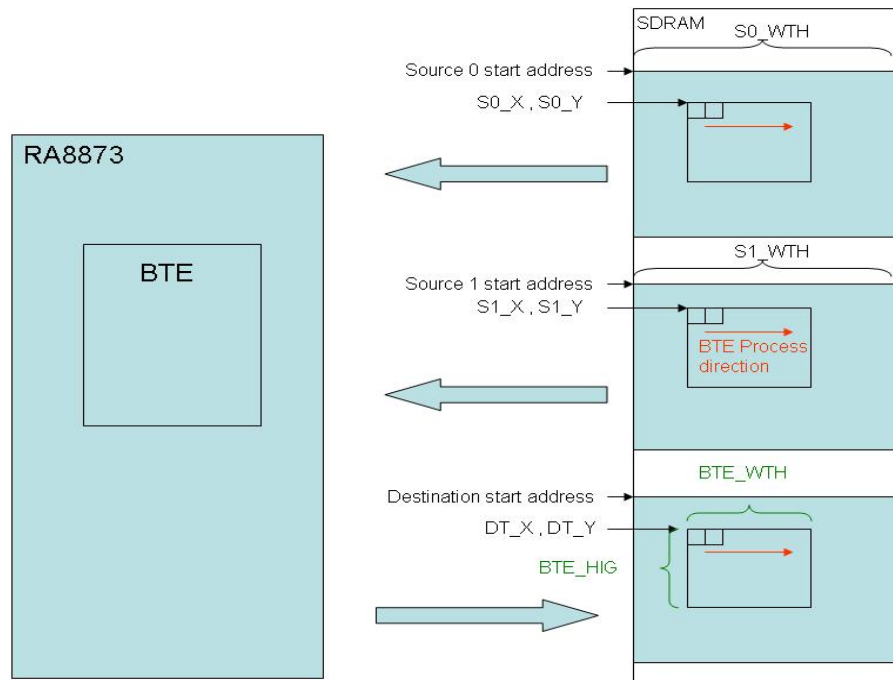 SDRAM
S0_WTH
Source 0 start address
S0_X , S0_Y
RA8873
BTE
S1_WTH
Source 1 start address
S1_X , S1_Y
BTE Process
direction
BTE_WTH
Destination start address
DT_X , DT_Y
BTE_HIG